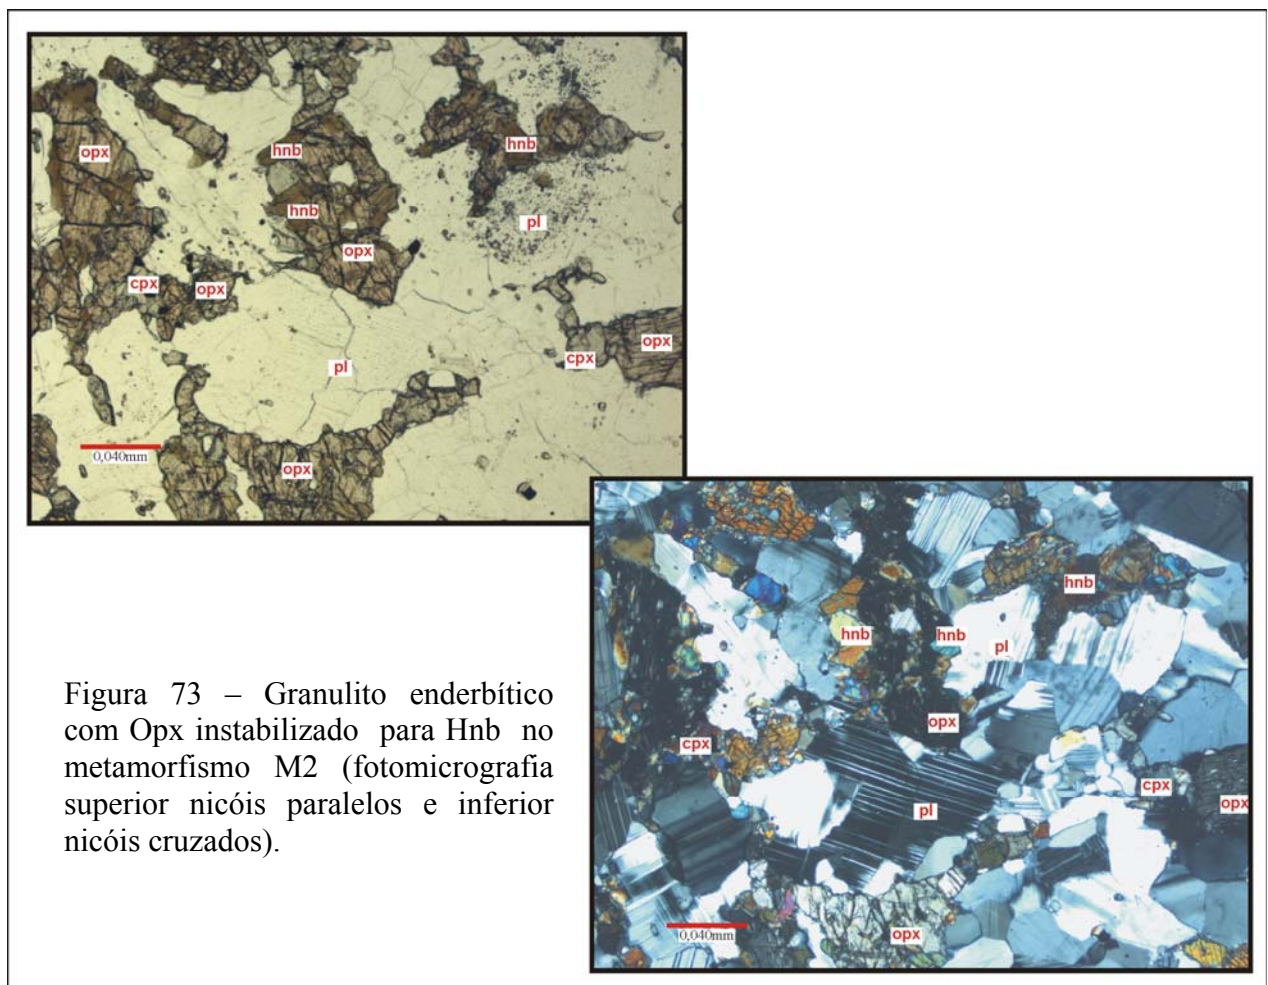 opx
hnb
hnb
hnb
pl
opx
cpx
opx
opx
cpx
pl
0,040mm
opx
hnb
hnb
hnb
pl
opx
cpx
cpx
opx
pl
0,040mm
opx
Figura 73 – Granulito enderbítico
com Opx instabilizado para Hnb no
metamorfismo M2 (fotomicrografia
superior nicóis paralelos e inferior
nicóis cruzados).